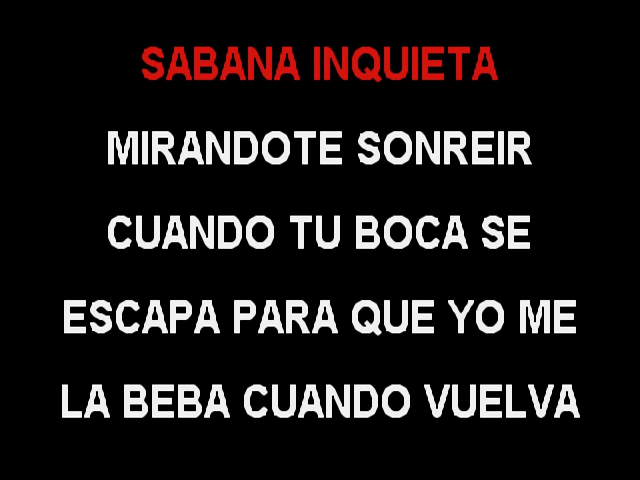 SABANA INQUIETA
MIRANDOTE SONREIR
CUANDO TU BOCA SE
ESCAPA PARA QUE YO ME
LA BEBA CUANDO VUELVA